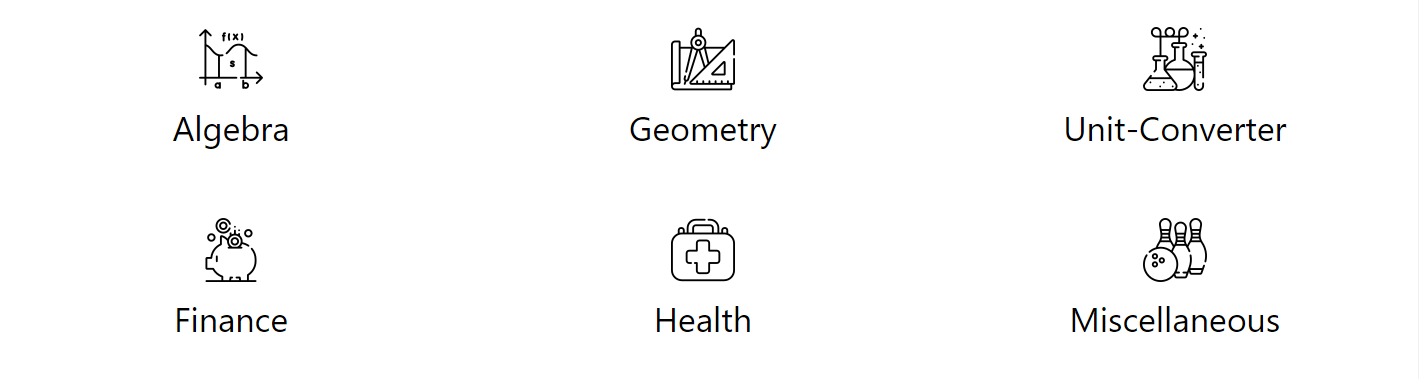 f(x)
s
a b
Algebra
Geometry
Unit-Converter
Finance
Health
Miscellaneous